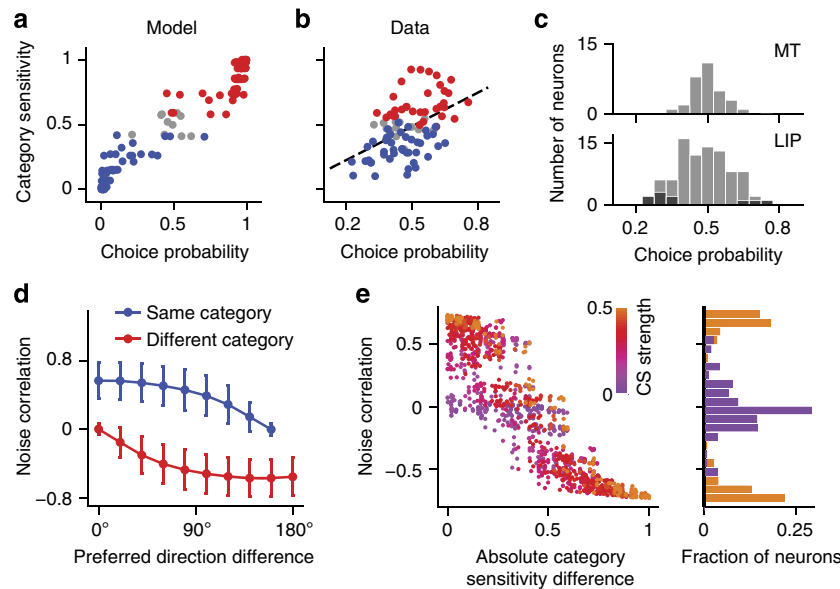 a
Model
Category sensitivity
1
0.5
0
0
0.5
1
Choice probability
b
Data
0.2
0.5
0.8
Choice probability
c
Number of neurons
15
MT
0
15
LIP
0
0.2
0.5
0.8
Choice probability
d
Same category
Different category
Noise correlation
0.8
0
−0.8
0°
90°
180°
Preferred direction difference
e
Noise correlation
0.5
0
−0.5
0.5
0
CS strength
0
0.5
1
Absolute category
sensitivity difference
0
0.25
Fraction of neurons